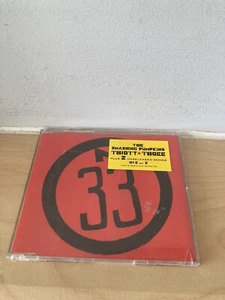 THE
SMASHING PUMPKINS
THIRTY-THREE
PLUS 2 UNRELEASED SONGS
33